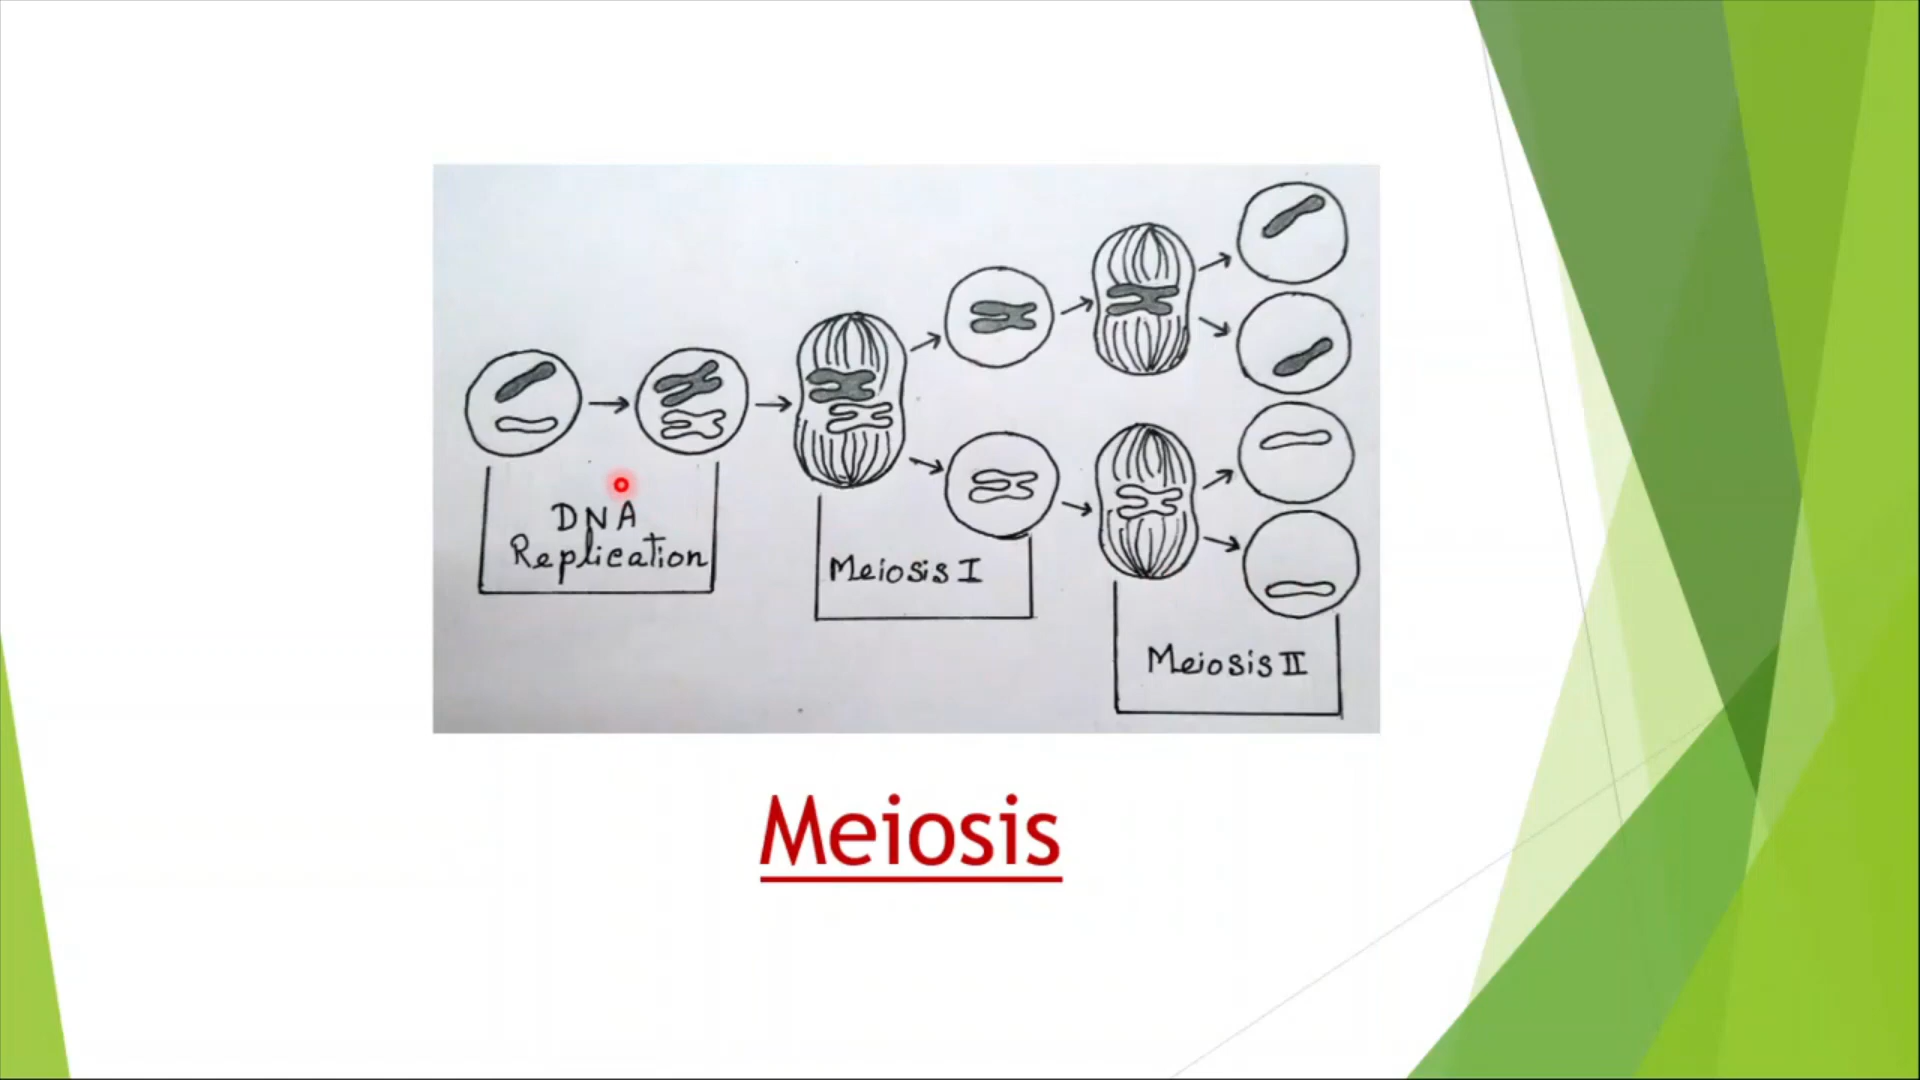 DNA
Replication
Meiosis I
Meiosis II
Meiosis